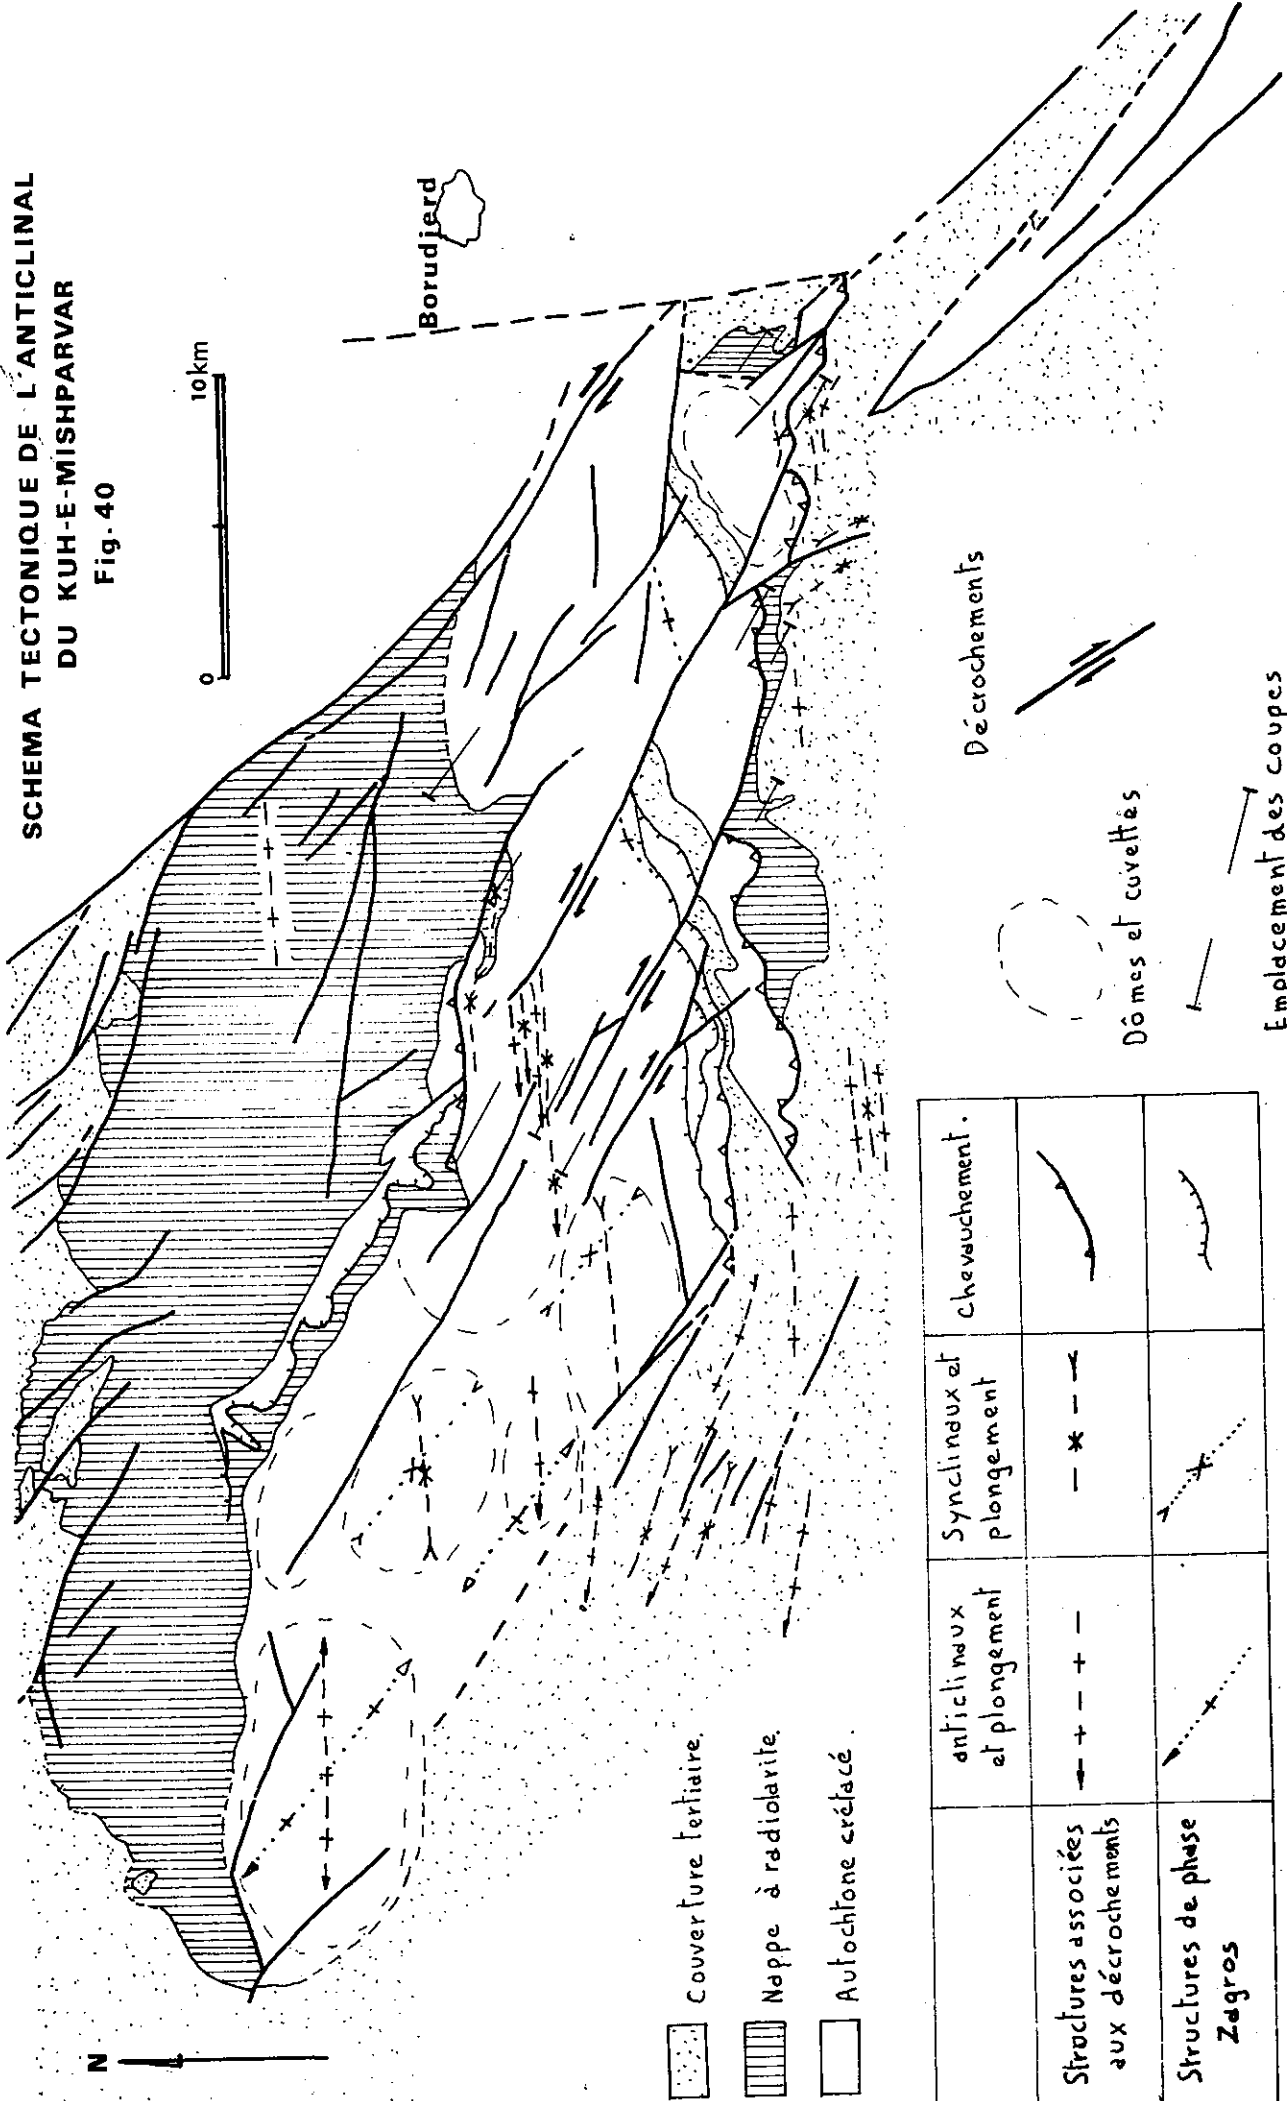 SCHEMA TECTONIQUE DE L'ANTICLINAL
DU KUH-E-MISHPARVAR
Fig. 40
0 10km
N
Borudjerd
Couverture tertiaire.
Nappe à radiolarite.
Autochtone crétacé.
Décrochements
Dômes et cuvettes
Emplacement des coupes
anticlinaux
et plongement
Synclinaux et
plongement
chevauchement.
Structures associées
aux décrochements
Structures de phase
Zagros